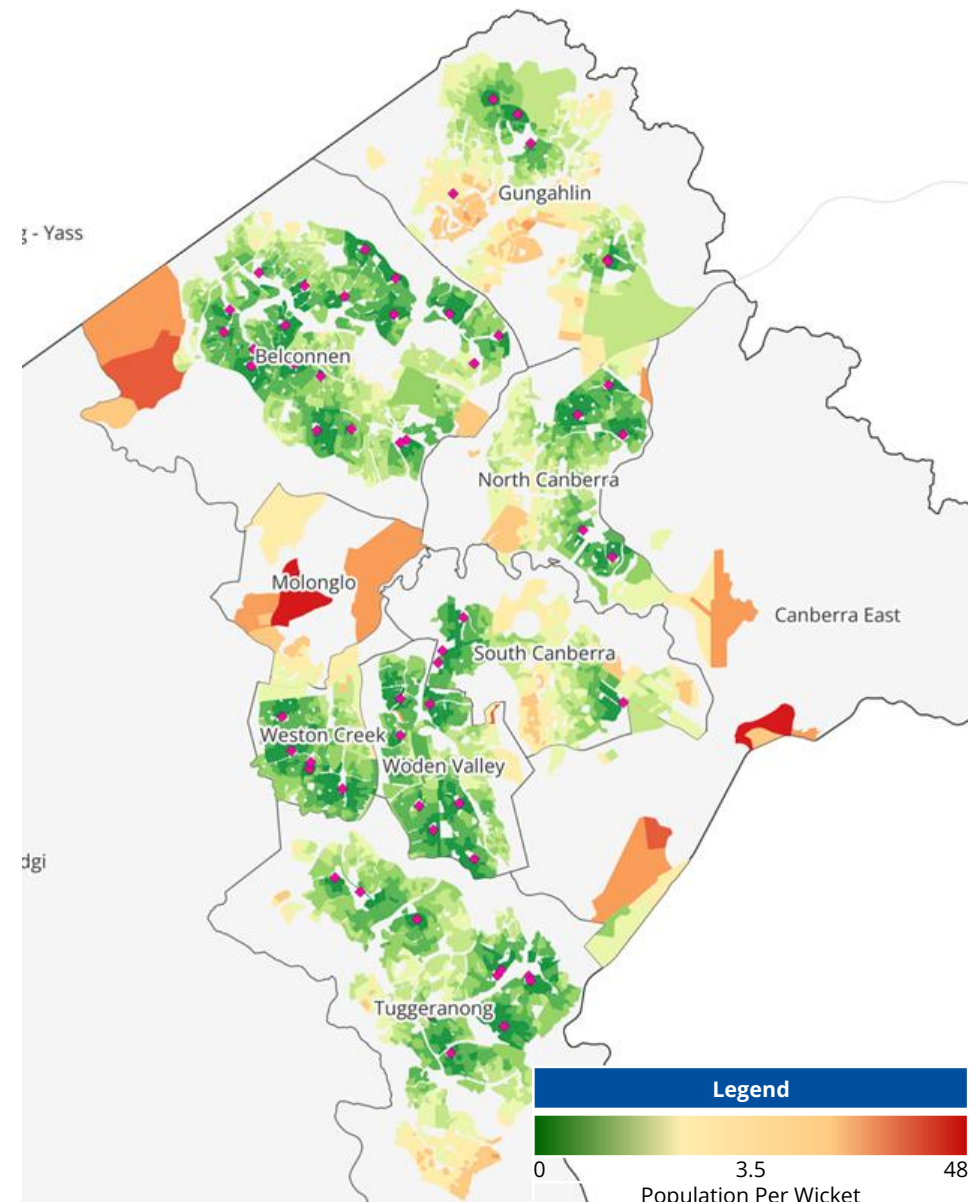 Gungahlin
g - Yass
Belconnen
North Canberra
Molonglo
Canberra East
South Canberra
Weston Creek
Woden Valley
dgi
Tuggeranong
Legend
0 3.5 48
Population Per Wicket